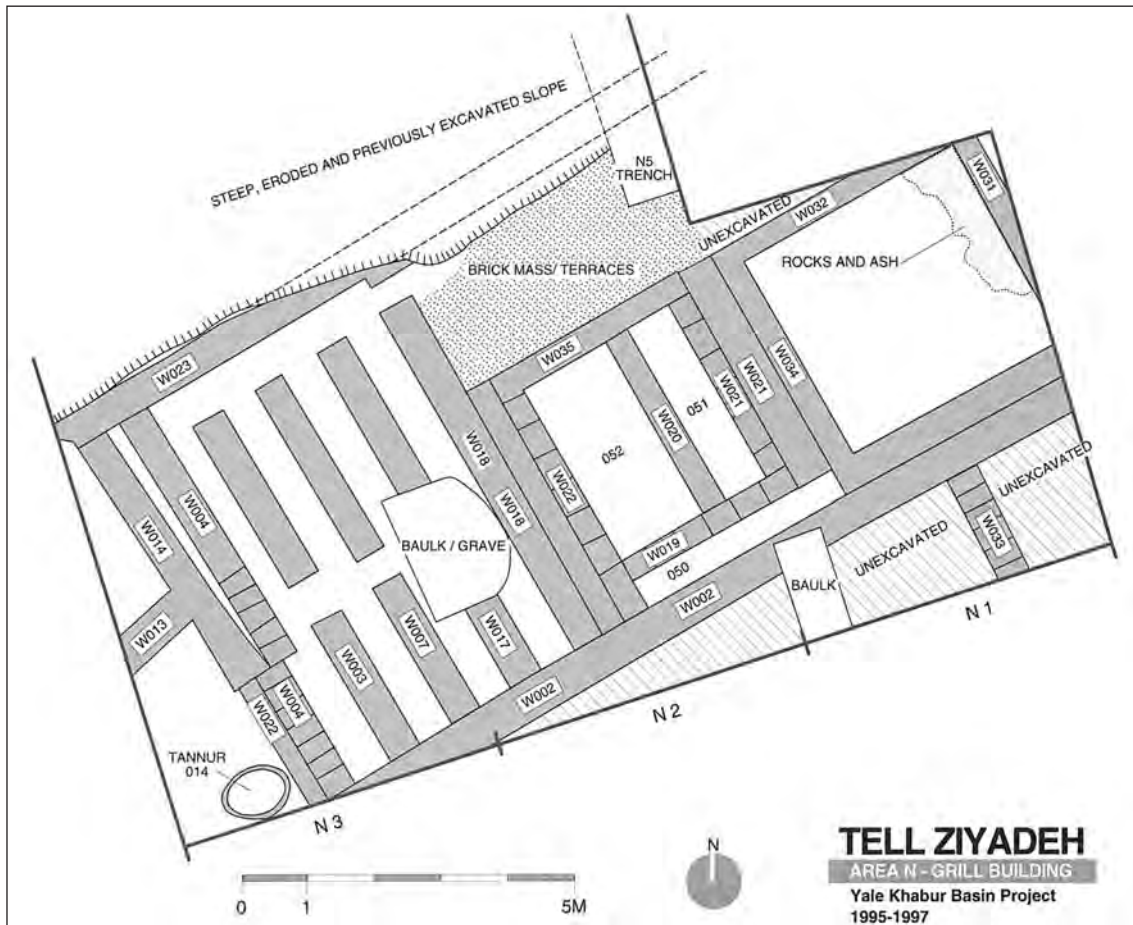 STEEP, ERODED AND PREVIOUSLY EXCAVATED SLOPE
N5
TRENCH
UNEXCAVATED
W032
W031
BRICK MASS/ TERRACES
ROCKS AND ASH
W023
W035
W021
W021
W034
051
W020
052
W018
W018
W022
W004
W014
BAULK / GRAVE
W019
050
UNEXCAVATED
UNEXCAVATED
W033
BAULK
W002
W013
W007
W017
W003
W004
W022
W002
N 1
N 2
N 3
TANNUR
014
0 1 5M
N
TELL ZIYADEH
AREA N - GRILL BUILDING
Yale Khabur Basin Project
1995-1997